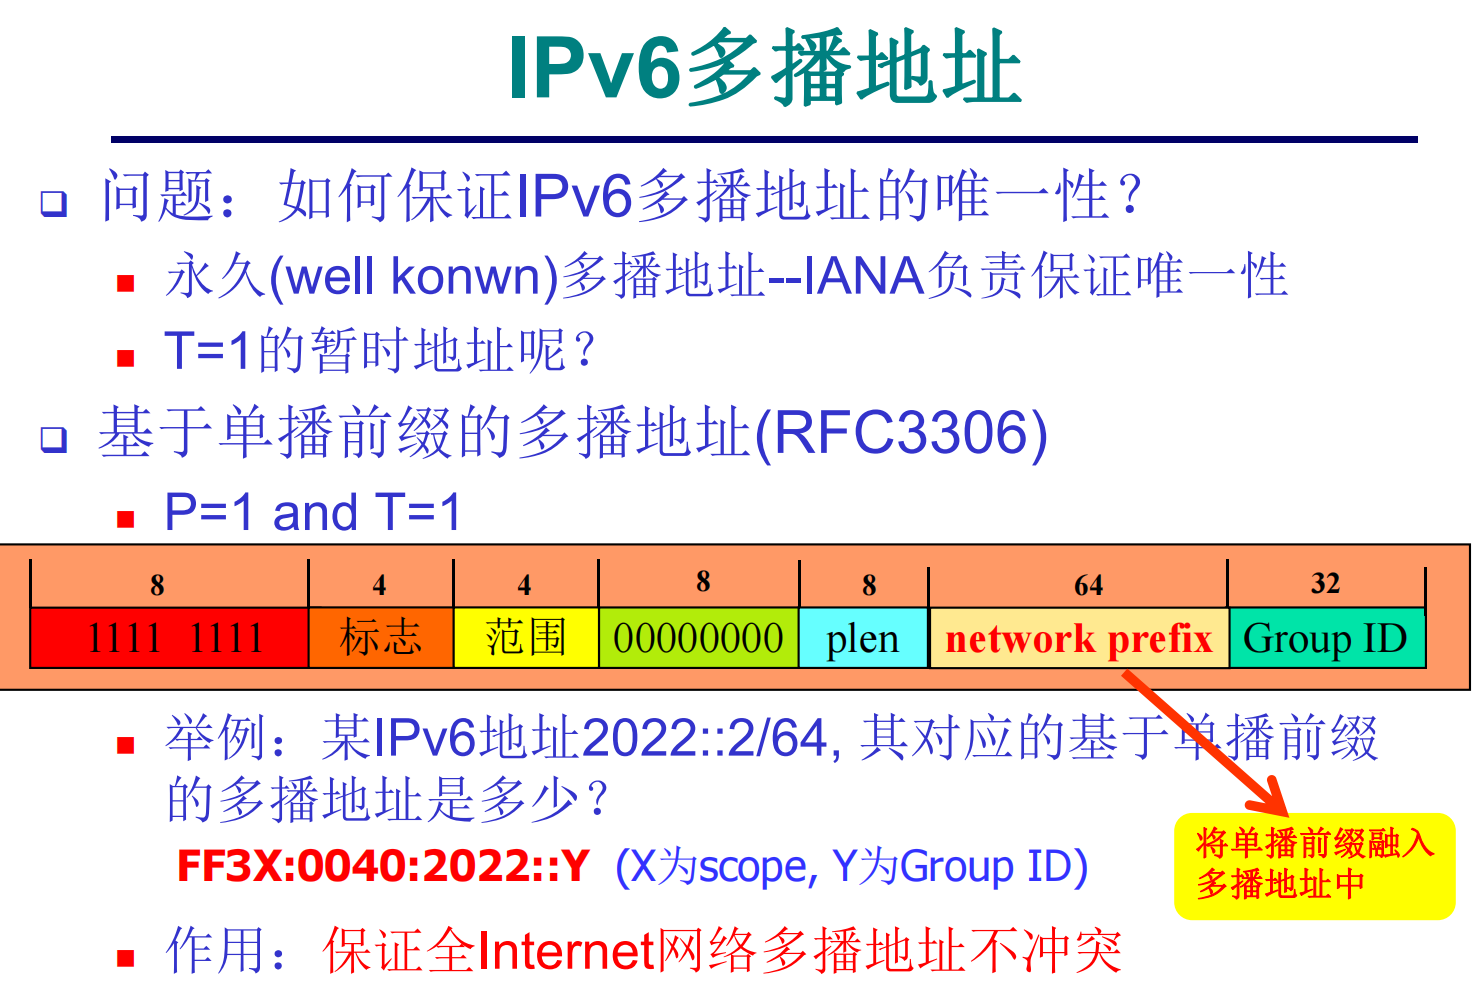 IPv6多播地址
问题：如何保证IPv6多播地址的唯一性？
永久(well konwn)多播地址--IANA负责保证唯一性
T=1的暂时地址呢？
基于单播前缀的多播地址(RFC3306)
P=1 and T=1
8 4 4 8 8 64 32
1111 1111 标志 范围 00000000 plen network prefix Group ID
举例：某IPv6地址2022::2/64, 其对应的基于单播前缀
的多播地址是多少？
FF3X:0040:2022::Y (X为scope, Y为Group ID)
将单播前缀融入
多播地址中
作用：保证全Internet网络多播地址不冲突